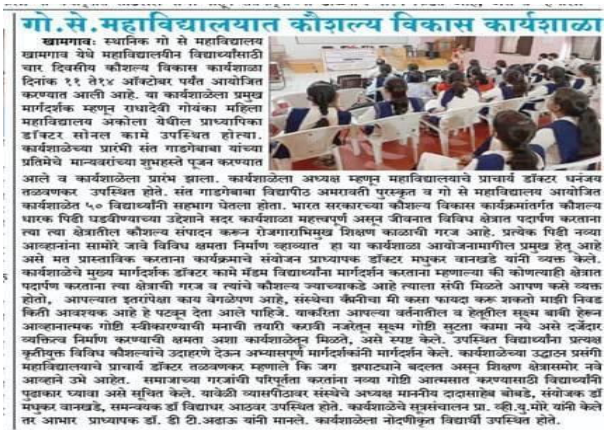 गो.से.महाविद्यालयात कौशल्य विकास कार्यशाळा
खामगाव: स्थानिक गो से महाविद्यालय
खामगाव येथे महाविद्यालयीन विद्यार्थ्यांसाठी
चार दिवसीय कौशल्य विकास कार्यशाळा
दिनांक ११ ते१४ ऑक्टोबर पर्यंत आयोजित
करण्यात आली आहे. या कार्यशाळेला प्रमुख
मार्गदर्शक म्हणून राधादेवी गोयंका महिला
महाविद्यालय अकोला येथील प्राध्यापिका
डॉक्टर सोनल कामे उपस्थित होत्या.
कार्यशाळेच्या प्रारंभी संत गाडगेबाबा यांच्या
प्रतिमेचे मान्यवरांच्या शुभहस्ते पूजन करण्यात
आले व कार्यशाळेला प्रारंभ झाला. कार्यशाळेला अध्यक्ष म्हणून महाविद्यालयाचे प्राचार्य डॉक्टर धनंजय
तळवणकर उपस्थित होते. संत गाडगेबाबा विद्यापीठ अमरावती पुरस्कृत व गो से महाविद्यालय आयोजित
कार्यशाळेत ५० विद्यार्थ्यांनी सहभाग घेतला होता. भारत सरकारच्या कौशल्य विकास कार्यक्रमांतर्गत कौशल्य
धारक पिढी घडवीण्याच्या उद्देशाने सदर कार्यशाळा महत्त्वपूर्ण असून जीवनात विविध क्षेत्रात पदार्पण करताना
त्या त्या क्षेत्रातील कौशल्य संपादन करून रोजगाराभिमुख शिक्षण काळाची गरज आहे. प्रत्येक पिढी नव्या
आव्हानांना सामोरे जावे विविध क्षमता निर्माण व्हाव्यात हा या कार्यशाळा आयोजनामागील प्रमुख हेतू आहे
असे मत प्रास्ताविक करताना कार्यक्रमाचे संयोजन प्राध्यापक डॉक्टर मधुकर वानखडे यांनी व्यक्त केले.
कार्यशाळेचे मुख्य मार्गदर्शक डॉक्टर कामे मॅडम विद्यार्थ्यांना मार्गदर्शन करताना म्हणाल्या की कोणत्याही क्षेत्रात
पदार्पण करताना त्या क्षेत्राची गरज व त्यांचे कौशल्य ज्याच्याकडे आहे त्याला संधी मिळते आपण कसे व्यक्त
होतो, आपल्यात इतरांपेक्षा काय वेगळेपण आहे, संस्थेचा कंपनीचा मी कसा फायदा करू शकतो माझी निवड
किती आवश्यक आहे हे पटवून देता आले पाहिजे. याकरिता आपल्या वर्तनातील व हेतूतील सूक्ष्म बाबी हेरून
आव्हानात्मक गोष्टी स्वीकारण्याची मनाची तयारी करावी नजरेतून सूक्ष्म गोष्टी सुटता कामा नये असे दर्जेदार
व्यक्तित्व निर्माण करण्याची क्षमता अशा कार्यशाळेतून मिळते, असे स्पष्ट केले. उपस्थित विद्यार्थ्यांना प्रत्यक्ष
कृतीयुक्त विविध कौशल्यांचे उदाहरणे देऊन अभ्यासपूर्ण मार्गदर्शकांनी मार्गदर्शन केले. कार्यशाळेच्या उद्घाटन प्रसंगी
महाविद्यालयाचे प्राचार्य डॉक्टर तळवणकर म्हणाले कि जग झपाट्याने बदलत असून शिक्षण क्षेत्रासमोर नवे
आव्हाने उभे आहेत. समाजाच्या गरजांची परिपूर्तता करतांना नव्या गोष्टी आत्मसात करण्यासाठी विद्यार्थ्यांनी
पुढाकार घ्यावा असे सूचित केले. यावेळी व्यासपीठावर संस्थेचे अध्यक्ष माननीय दादासाहेब बोबडे, संयोजक डॉ
मधुकर वानखडे, समन्वयक डॉ विद्याधर आठवर उपस्थित होते. कार्यशाळेचे सूत्रसंचालन प्रा. व्ही.यु.मोरे यांनी केले
तर आभार प्राध्यापक डॉ. डी टी.अढाऊ यांनी मानले. कार्यशाळेला नोंदणीकृत विद्यार्थी उपस्थित होते.